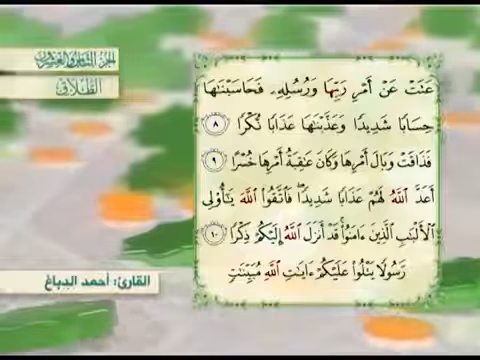 الجزء الثامن والعشرون
الطلاق
عَتَتْ عَنْ أَمْرِ رَبِّهَا وَرُسُلِهِۦ فَحَاسَبْنَٰهَا
حِسَابًا شَدِيدًا وَعَذَّبْنَٰهَا عَذَابًا نُّكْرًا ٨
فَذَاقَتْ وَبَالَ أَمْرِهَا وَكَانَ عَٰقِبَةُ أَمْرِهَا خُسْرًا ٩
أَعَدَّ ٱللَّهُ لَهُمْ عَذَابًا شَدِيدًا ۖ فَٱتَّقُوا۟ ٱللَّهَ يَٰٓأُو۟لِى
ٱلْأَلْبَٰبِ ٱلَّذِينَ ءَامَنُوا۟ ۚ قَدْ أَنزَلَ ٱللَّهُ إِلَيْكُمْ ذِكْرًا ١٠
رَّسُولًا يَتْلُوا۟ عَلَيْكُمْ ءَايَٰتِ ٱللَّهِ مُبَيِّنَٰتٍ
القارئ: أحمد الدباغ